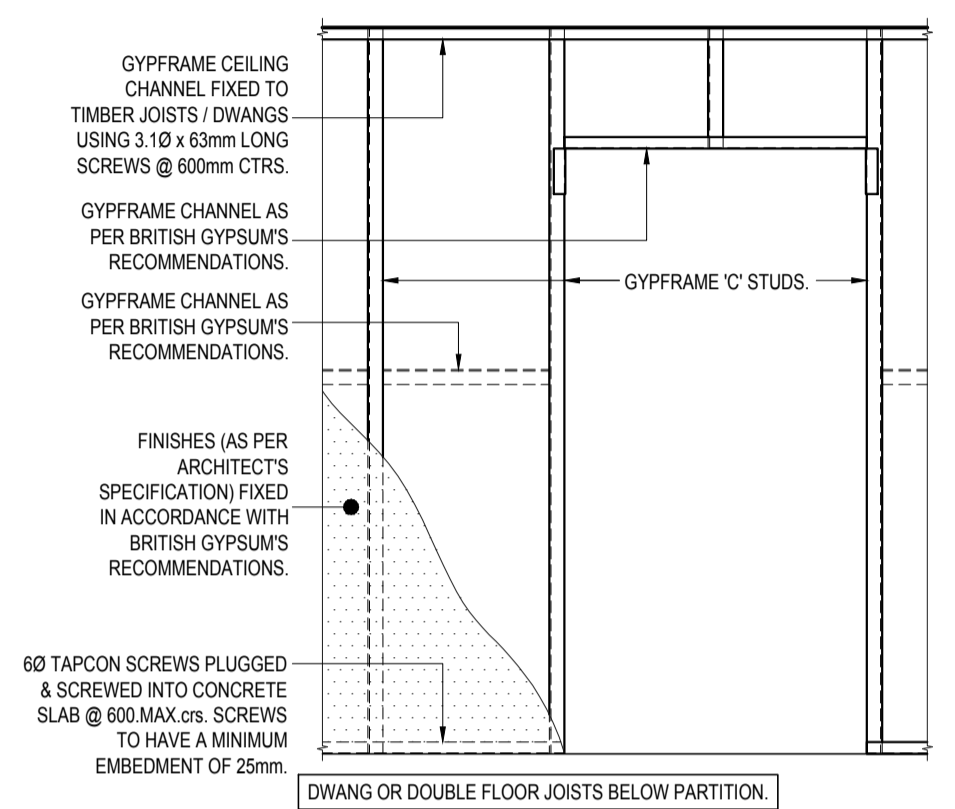 GYPFRAME CEILING
CHANNEL FIXED TO
TIMBER JOISTS / DWANGS
USING 3.1Ø x 63mm LONG
SCREWS @ 600mm CTRS.
GYPFRAME CHANNEL AS
PER BRITISH GYPSUM'S
RECOMMENDATIONS.
GYPFRAME 'C' STUDS.
GYPFRAME CHANNEL AS
PER BRITISH GYPSUM'S
RECOMMENDATIONS.
FINISHES (AS PER
ARCHITECT'S
SPECIFICATION) FIXED
IN ACCORDANCE WITH
BRITISH GYPSUM'S
RECOMMENDATIONS.
6Ø TAPCON SCREWS PLUGGED
& SCREWED INTO CONCRETE
SLAB @ 600.MAX.crs. SCREWS
TO HAVE A MINIMUM
EMBEDMENT OF 25mm.
DWANG OR DOUBLE FLOOR JOISTS BELOW PARTITION.